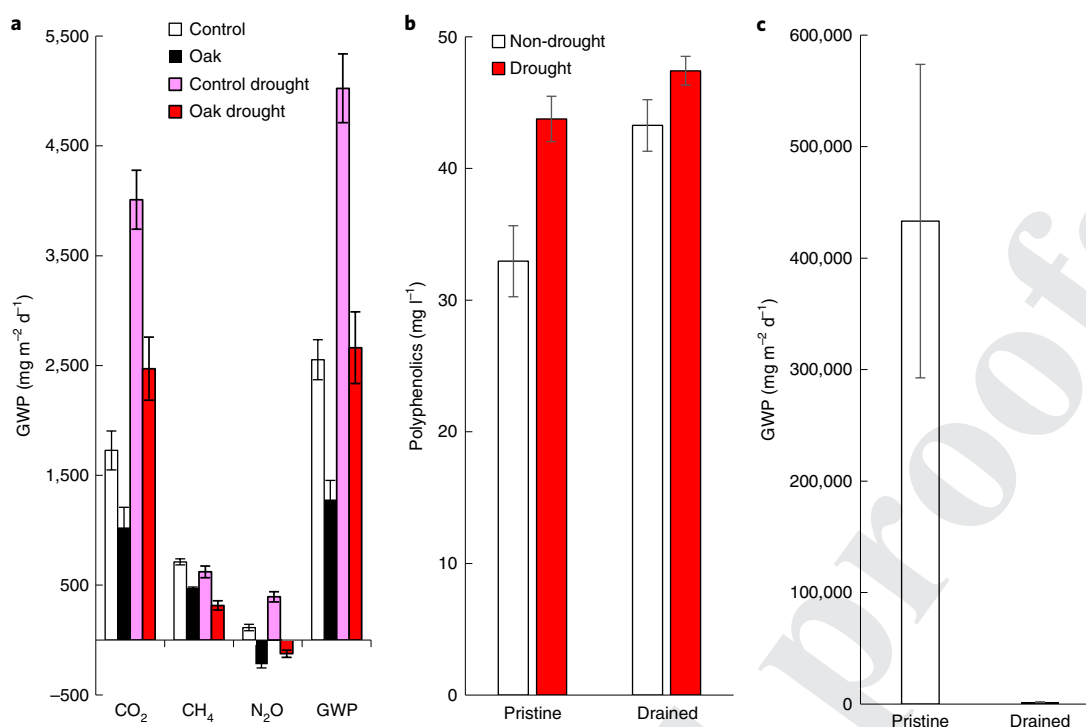 a
Control
Oak
Control drought
Oak drought
GWP (mg m⁻² d⁻¹)
5,500
4,500
3,500
2,500
1,500
500
–500
CO₂
CH₄
N₂O
GWP
b
Non-drought
Drought
Polyphenolics (mg l⁻¹)
50
40
30
20
10
0
Pristine
Drained
c
GWP (mg m⁻² d⁻¹)
600,000
500,000
400,000
300,000
200,000
100,000
0
Pristine
Drained
proof